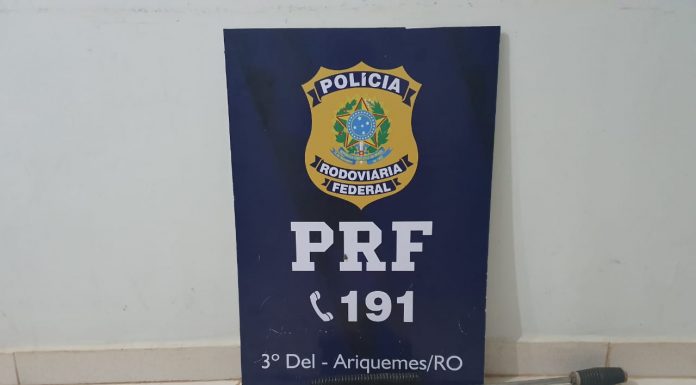 POLÍCIA
RODOVIÁRIA
FEDERAL
PRF
191
3º Del - Ariquemes/RO